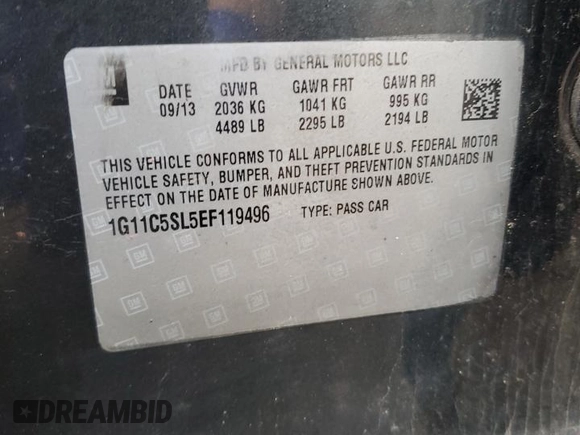 GM
MFD BY GENERAL MOTORS LLC
DATE GVWR GAWR FRT GAWR RR
09/13 2036 KG 1041 KG 995 KG
4489 LB 2295 LB 2194 LB
THIS VEHICLE CONFORMS TO ALL APPLICABLE U.S. FEDERAL MOTOR
VEHICLE SAFETY, BUMPER, AND THEFT PREVENTION STANDARDS IN
EFFECT ON THE DATE OF MANUFACTURE SHOWN ABOVE.
1G11C5SL5EF119496 TYPE: PASS CAR
DREAMBID